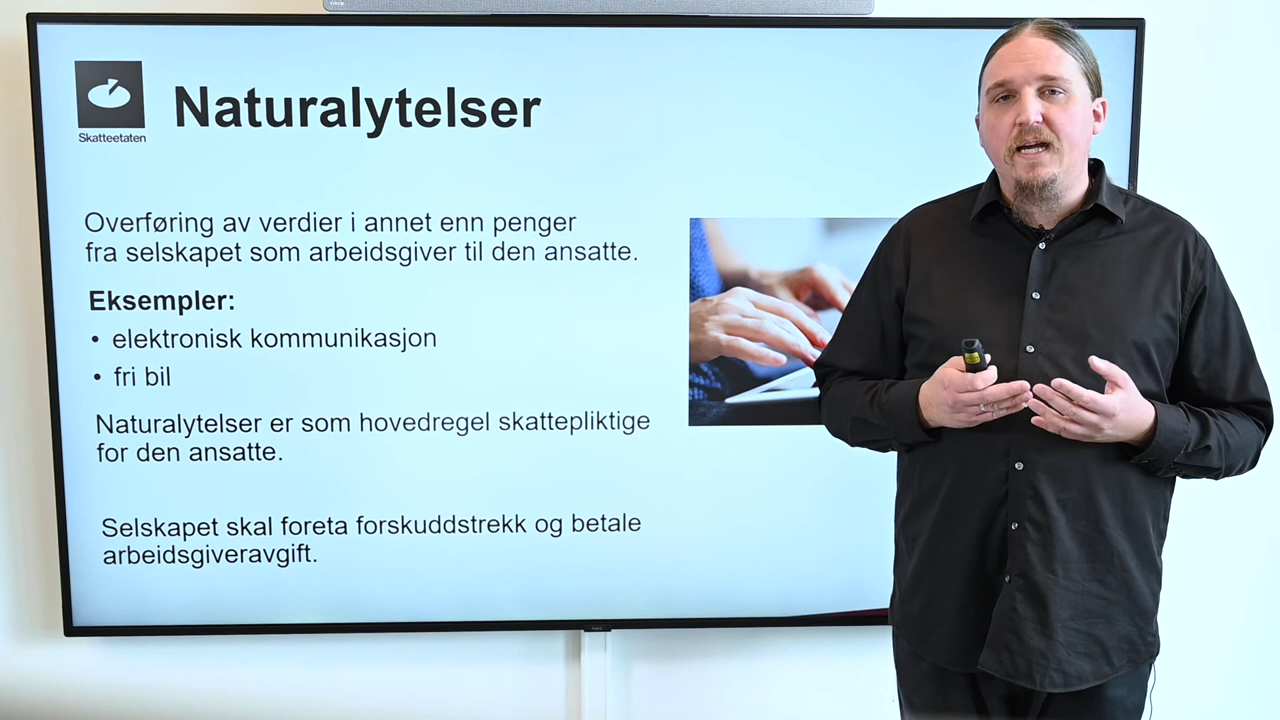 Skatteetaten
Naturalytelser
Overføring av verdier i annet enn penger
fra selskapet som arbeidsgiver til den ansatte.
Eksempler:
• elektronisk kommunikasjon
• fri bil
Naturalytelser er som hovedregel skattepliktige
for den ansatte.
Selskapet skal foreta forskuddstrekk og betale
arbeidsgiveravgift.